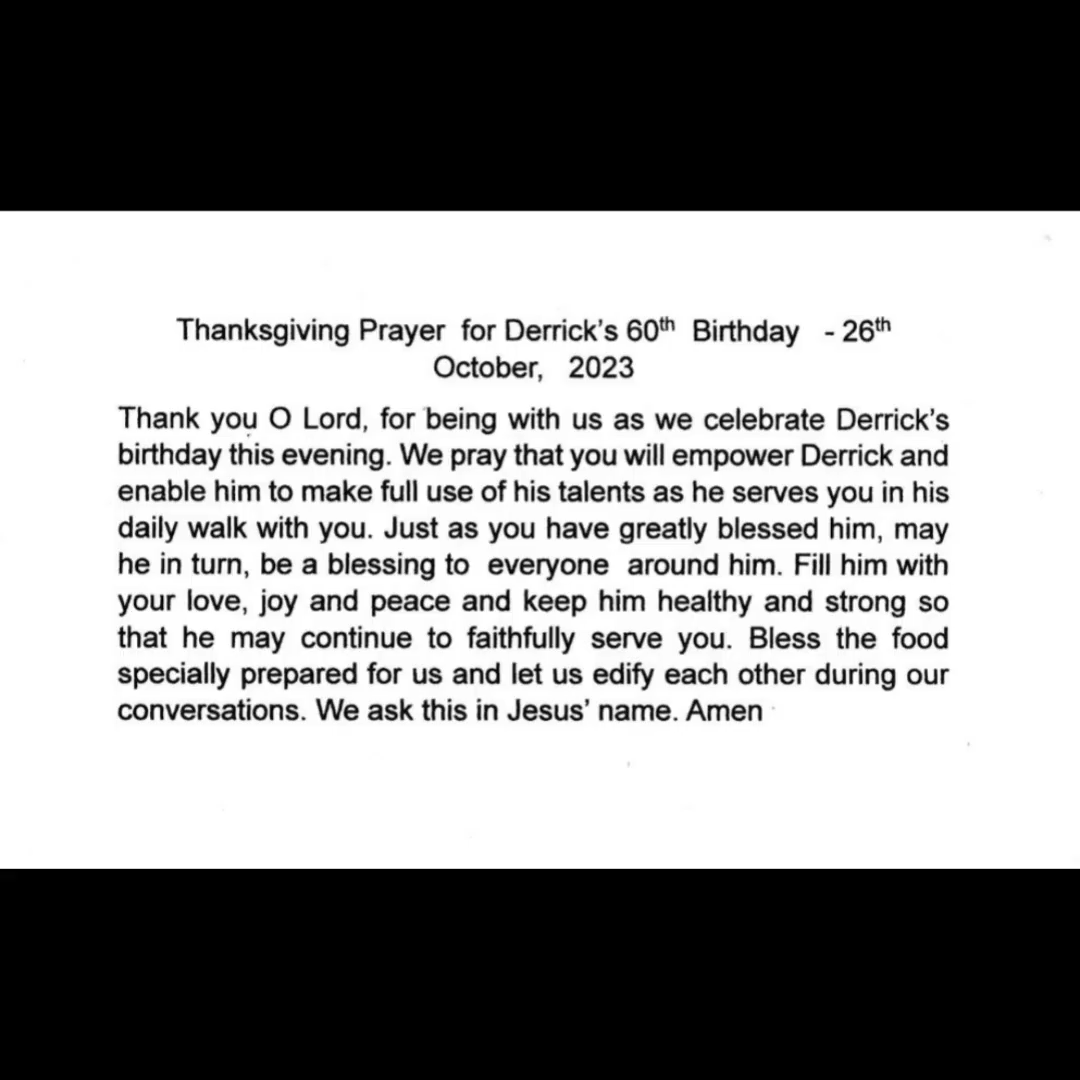 Thanksgiving Prayer for Derrick's 60th Birthday - 26th
October, 2023
Thank you O Lord, for being with us as we celebrate Derrick's
birthday this evening. We pray that you will empower Derrick and
enable him to make full use of his talents as he serves you in his
daily walk with you. Just as you have greatly blessed him, may
he in turn, be a blessing to everyone around him. Fill him with
your love, joy and peace and keep him healthy and strong so
that he may continue to faithfully serve you. Bless the food
specially prepared for us and let us edify each other during our
conversations. We ask this in Jesus' name. Amen